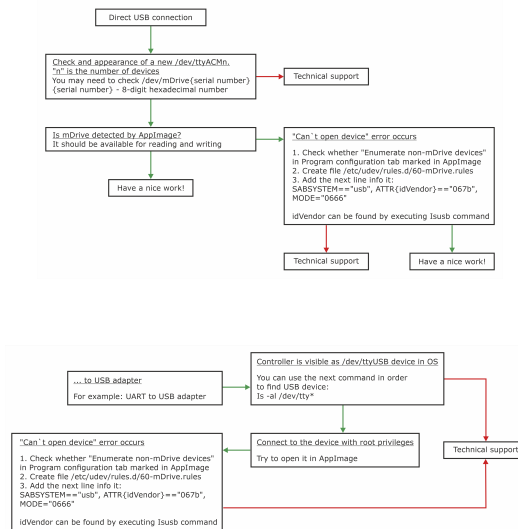 Direct USB connection
Check and appearance of a new /dev/ttyACMn.
"n" is the number of devices
You may need to check /dev/mDrive{serial number}
{serial number} - 8-digit hexadecimal number
Technical support
Is mDrive detected by AppImage?
It should be available for reading and writing
Have a nice work!
"Can`t open device" error occurs
1. Check whether "Enumerate non-mDrive devices"
in Program configuration tab marked in AppImage
2. Create file /etc/udev/rules.d/60-mDrive.rules
3. Add the next line info it:
SABSYSTEM=="usb", ATTR{idVendor}=="067b",
MODE="0666"
idVendor can be found by executing Isusb command
Technical support
Have a nice work!
... to USB adapter
For example: UART to USB adapter
Controller is visible as /dev/ttyUSB device in OS
You can use the next command in order
to find USB device:
Is -al /dev/tty*
Connect to the device with root privileges
Try to open it in AppImage
Technical support
"Can`t open device" error occurs
1. Check whether "Enumerate non-mDrive devices"
in Program configuration tab marked in AppImage
2. Create file /etc/udev/rules.d/60-mDrive.rules
3. Add the next line info it:
SABSYSTEM=="usb", ATTR{idVendor}=="067b",
MODE="0666"
idVendor can be found by executing Isusb command